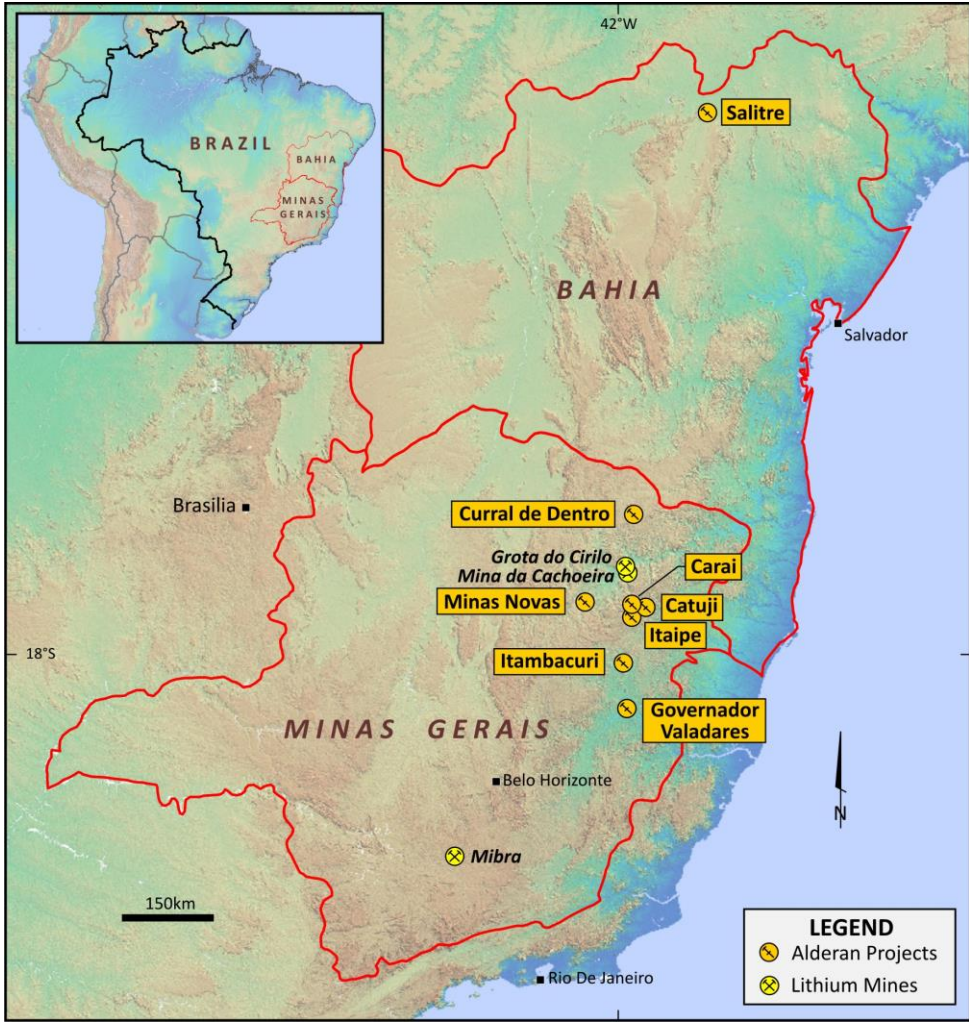 42°W
BRAZIL
BAHIA
MINAS
GERAIS
Salitre
BAHIA
Salvador
Brasilia
Curral de Dentro
Grota do Cirilo
Mina da Cachoeira
Carai
Minas Novas
Catuji
Itaipe
18°S
Itambacuri
Governador
Valadares
MINAS GERAIS
Belo Horizonte
N
Mibra
150km
Rio De Janeiro
LEGEND
Alderan Projects
Lithium Mines